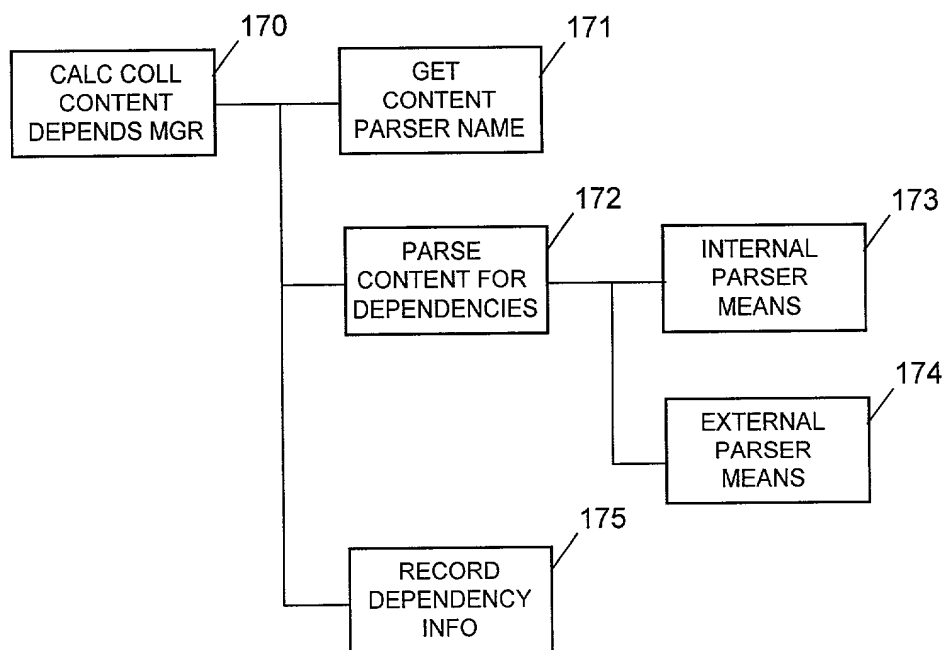 170
CALC COLL
CONTENT
DEPENDS MGR
171
GET
CONTENT
PARSER NAME
172
PARSE
CONTENT FOR
DEPENDENCIES
173
INTERNAL
PARSER
MEANS
174
EXTERNAL
PARSER
MEANS
175
RECORD
DEPENDENCY
INFO